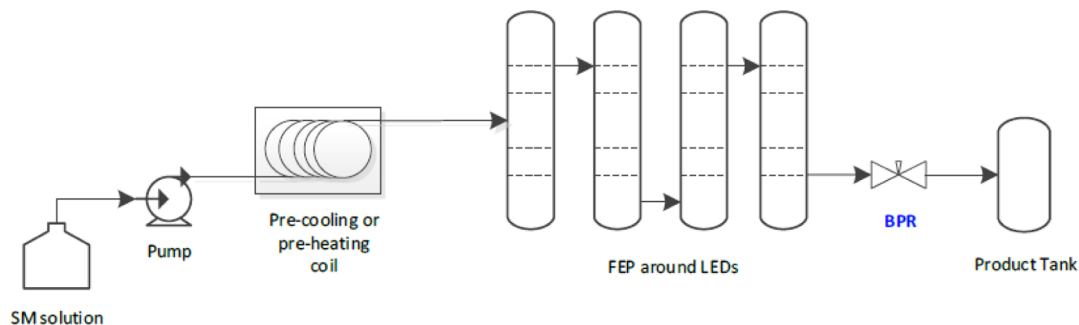 SM solution
Pump
Pre-cooling or
pre-heating
coil
FEP around LEDs
BPR
Product Tank